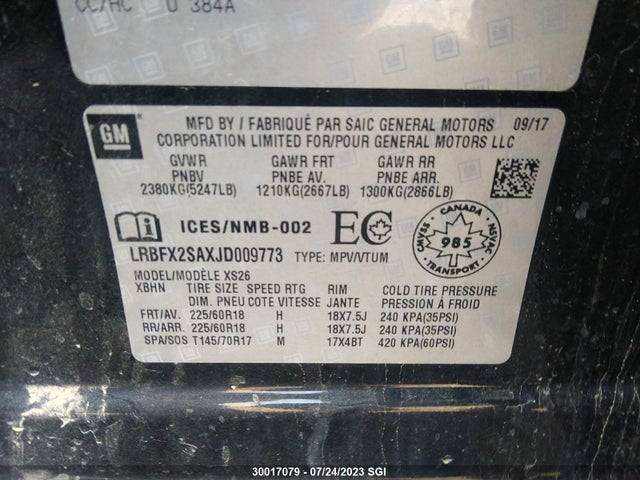 CC/HC U 384A
GM
MFD BY / FABRIQUÉ PAR SAIC GENERAL MOTORS 09/17
CORPORATION LIMITED FOR/POUR GENERAL MOTORS LLC
GVWR GAWR FRT GAWR RR
PNBV PNBE AV. PNBE ARR.
2380KG(5247LB) 1210KG(2667LB) 1300KG(2866LB)
ICES/NMB-002 EC CANADA CMVSS NSVAC 985 TRANSPORT
LRBFX2SAXJD009773 TYPE: MPV/VTUM
MODEL/MODÈLE XS26
XBHN TIRE SIZE SPEED RTG RIM COLD TIRE PRESSURE
DIM. PNEU COTE VITESSE JANTE PRESSION À FROID
FRT/AV. 225/60R18 H 18X7.5J 240 KPA(35PSI)
RR/ARR. 225/60R18 H 18X7.5J 240 KPA(35PSI)
SPA/SOS T145/70R17 M 17X4BT 420 KPA(60PSI)
30017079 - 07/24/2023 SGI